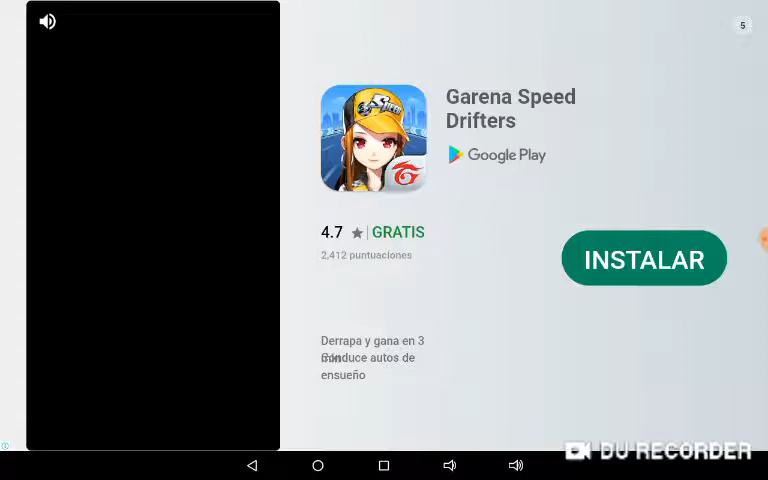 5
Garena Speed
Drifters
Google Play
4.7 ★ | GRATIS
2,412 puntuaciones
INSTALAR
Derrapa y gana en 3
Conduce autos de
ensueño
DU RECORDER